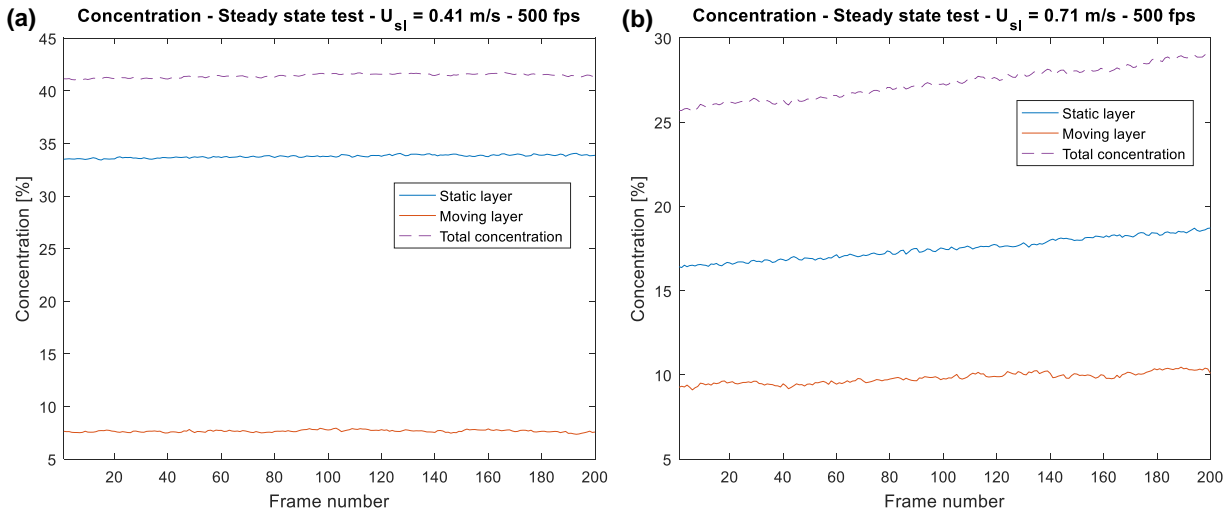 (a)
Concentration - Steady state test - U_sl = 0.41 m/s - 500 fps
45
40
35
30
25
20
15
10
5
Concentration [%]
Static layer
Moving layer
Total concentration
20 40 60 80 100 120 140 160 180 200
Frame number
(b)
Concentration - Steady state test - U_sl = 0.71 m/s - 500 fps
30
25
20
15
10
5
Concentration [%]
Static layer
Moving layer
Total concentration
20 40 60 80 100 120 140 160 180 200
Frame number